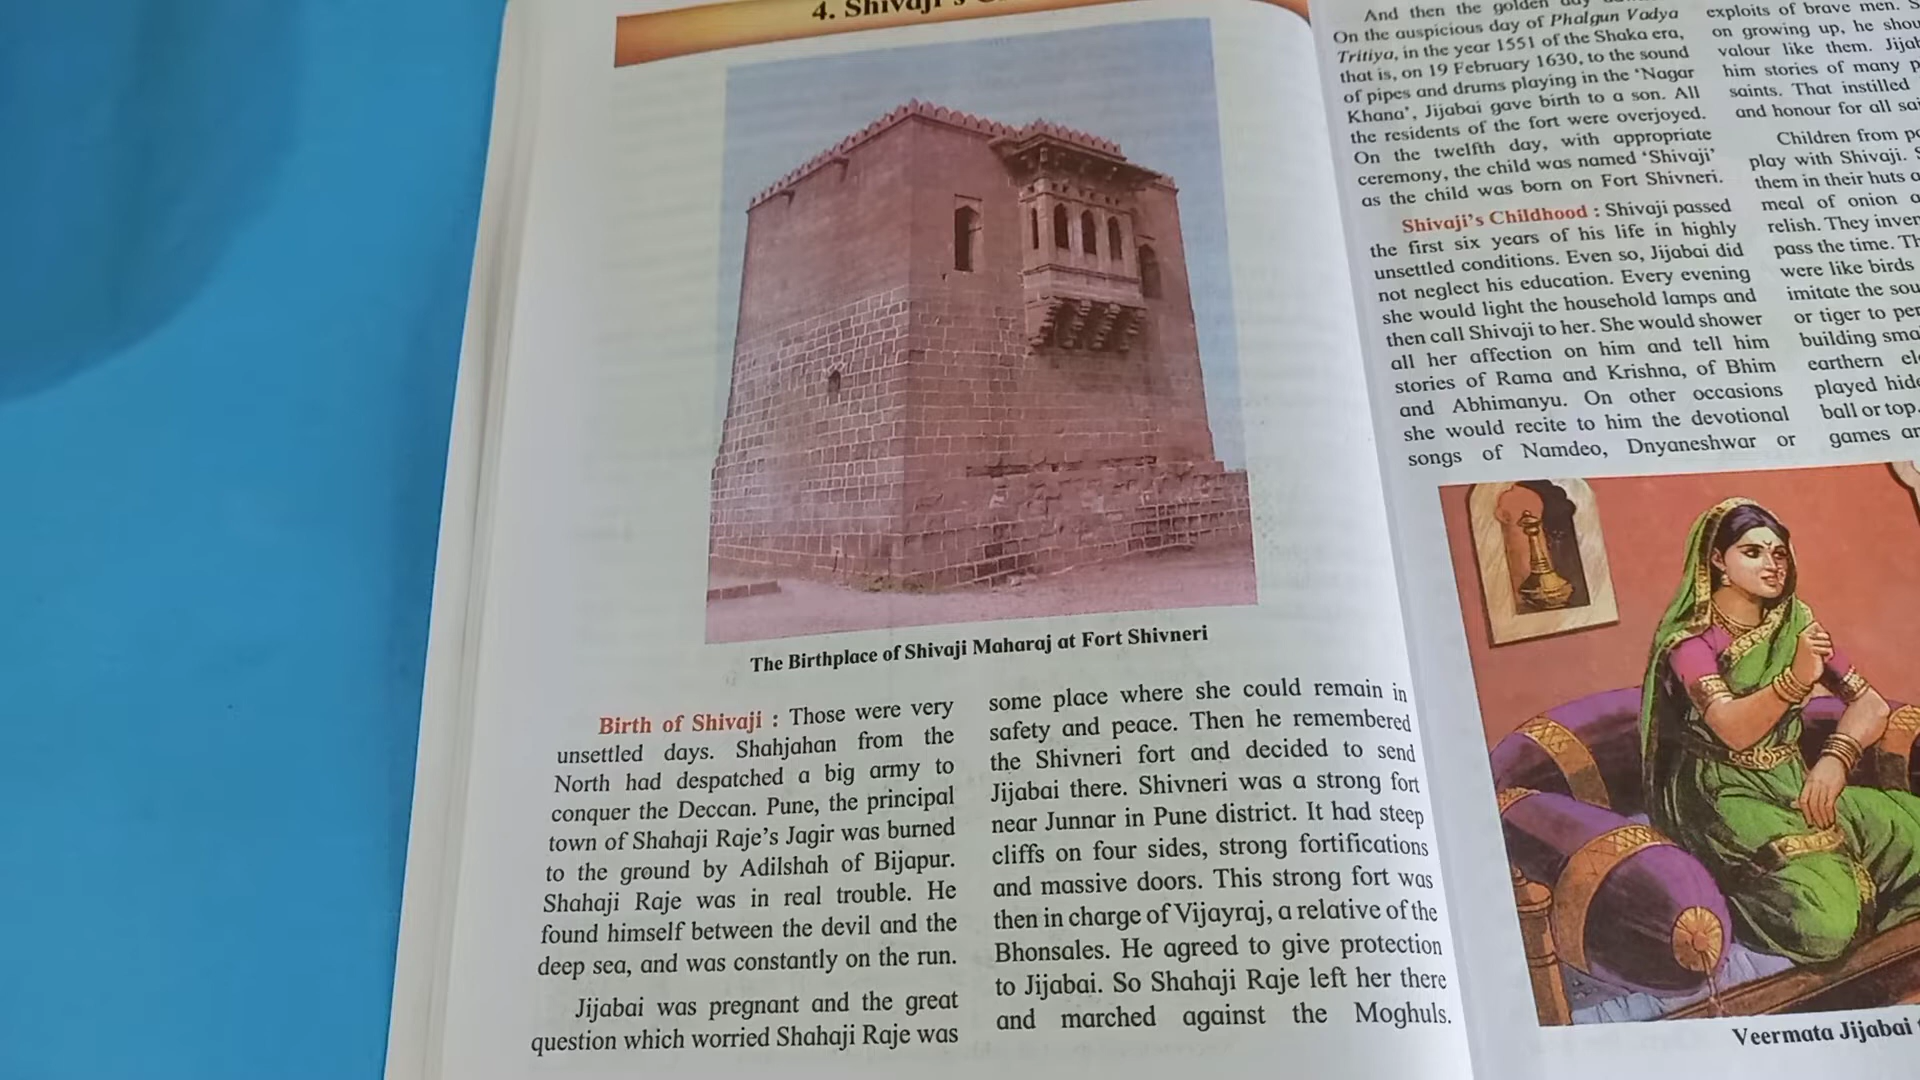 4. Shivaji's
The Birthplace of Shivaji Maharaj at Fort Shivneri
Birth of Shivaji : Those were very
unsettled days. Shahjahan from the
North had despatched a big army to
conquer the Deccan. Pune, the principal
town of Shahaji Raje's Jagir was burned
to the ground by Adilshah of Bijapur.
Shahaji Raje was in real trouble. He
found himself between the devil and the
deep sea, and was constantly on the run.
Jijabai was pregnant and the great
question which worried Shahaji Raje was
some place where she could remain in
safety and peace. Then he remembered
the Shivneri fort and decided to send
Jijabai there. Shivneri was a strong fort
near Junnar in Pune district. It had steep
cliffs on four sides, strong fortifications
and massive doors. This strong fort was
then in charge of Vijayraj, a relative of the
Bhonsales. He agreed to give protection
to Jijabai. So Shahaji Raje left her there
and marched against the Moghuls.
And then the golden day
On the auspicious day of Phalgun Vadya
Tritiya, in the year 1551 of the Shaka era,
that is, on 19 February 1630, to the sound
of pipes and drums playing in the 'Nagar
Khana', Jijabai gave birth to a son. All
the residents of the fort were overjoyed.
On the twelfth day, with appropriate
ceremony, the child was named 'Shivaji'
as the child was born on Fort Shivneri.
Shivaji's Childhood : Shivaji passed
the first six years of his life in highly
unsettled conditions. Even so, Jijabai did
not neglect his education. Every evening
she would light the household lamps and
then call Shivaji to her. She would shower
all her affection on him and tell him
stories of Rama and Krishna, of Bhim
and Abhimanyu. On other occasions
she would recite to him the devotional
songs of Namdeo, Dnyaneshwar or
exploits of brave men.
on growing up, he
valour like them.
him stories of many
saints. That instilled
and honour for all
Children from
play with Shivaji.
them in their huts
meal of onion
relish. They
pass the time.
were like birds
imitate the
or tiger to
building
earthern
played
ball or top.
games
Veermata Jijabai